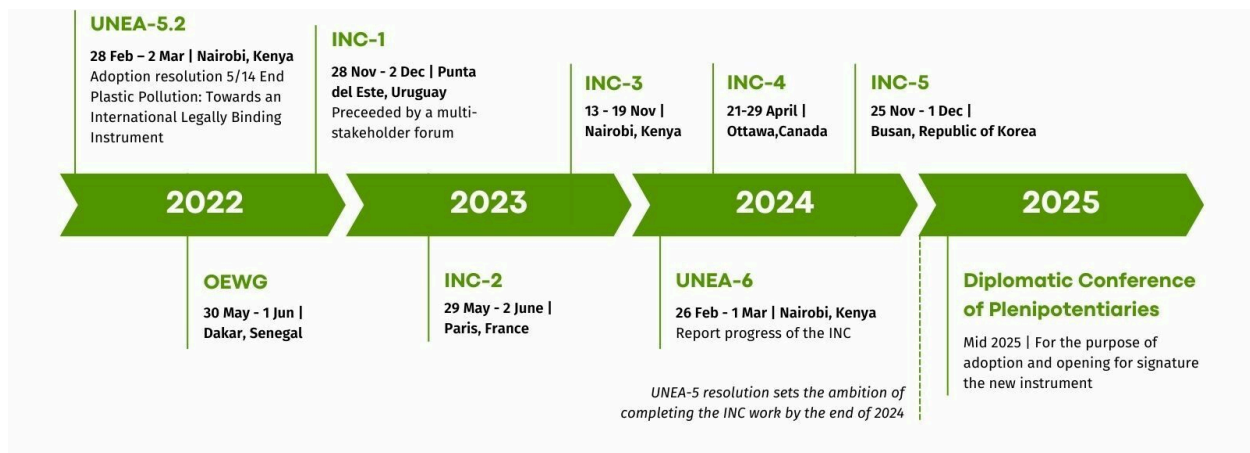 UNEA-5.2
28 Feb – 2 Mar | Nairobi, Kenya
Adoption resolution 5/14 End
Plastic Pollution: Towards an
International Legally Binding
Instrument
INC-1
28 Nov - 2 Dec | Punta
del Este, Uruguay
Preceeded by a multi-
stakeholder forum
INC-3
13 - 19 Nov |
Nairobi, Kenya
INC-4
21-29 April |
Ottawa,Canada
INC-5
25 Nov - 1 Dec |
Busan, Republic of Korea
2022
2023
2024
2025
OEWG
30 May - 1 Jun |
Dakar, Senegal
INC-2
29 May - 2 June |
Paris, France
UNEA-6
26 Feb - 1 Mar | Nairobi, Kenya
Report progress of the INC
UNEA-5 resolution sets the ambition of
completing the INC work by the end of 2024
Diplomatic Conference
of Plenipotentiaries
Mid 2025 | For the purpose of
adoption and opening for signature
the new instrument